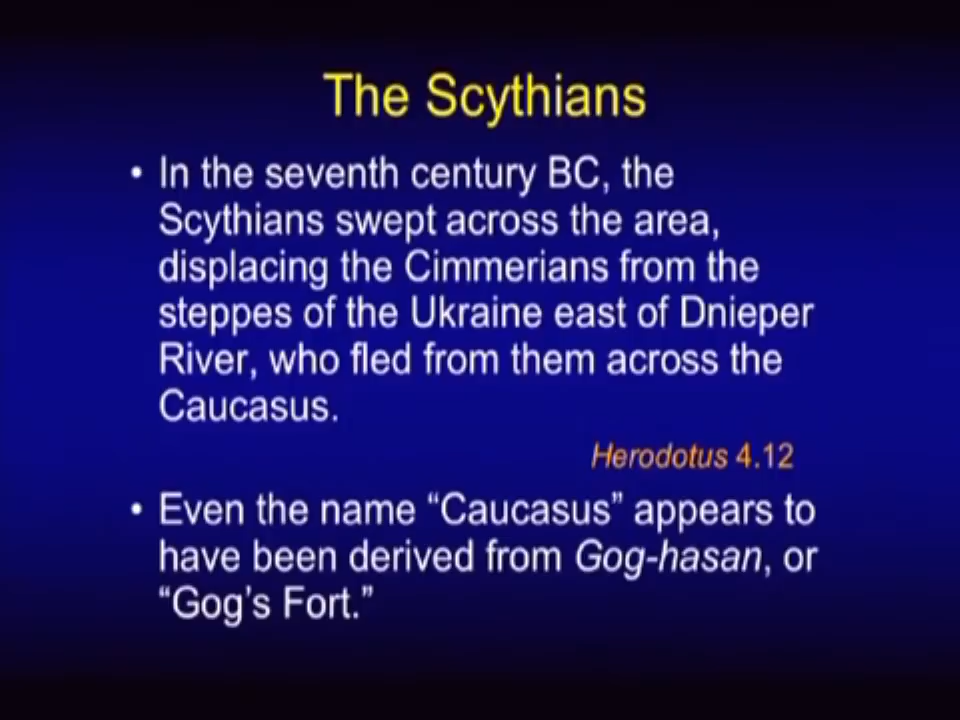 The Scythians
• In the seventh century BC, the
Scythians swept across the area,
displacing the Cimmerians from the
steppes of the Ukraine east of Dnieper
River, who fled from them across the
Caucasus.
Herodotus 4.12
• Even the name “Caucasus” appears to
have been derived from Gog-hasan, or
“Gog’s Fort.”